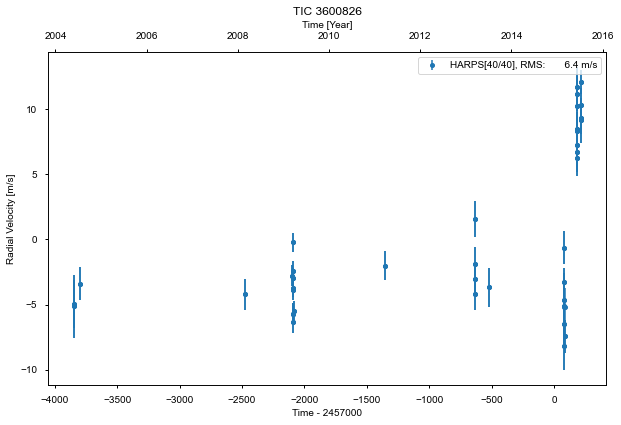 TIC 3600826
Time [Year]
2004 2006 2008 2010 2012 2014 2016
HARPS[40/40], RMS: 6.4 m/s
10
5
0
−5
−10
Radial Velocity [m/s]
−4000 −3500 −3000 −2500 −2000 −1500 −1000 −500 0
Time - 2457000